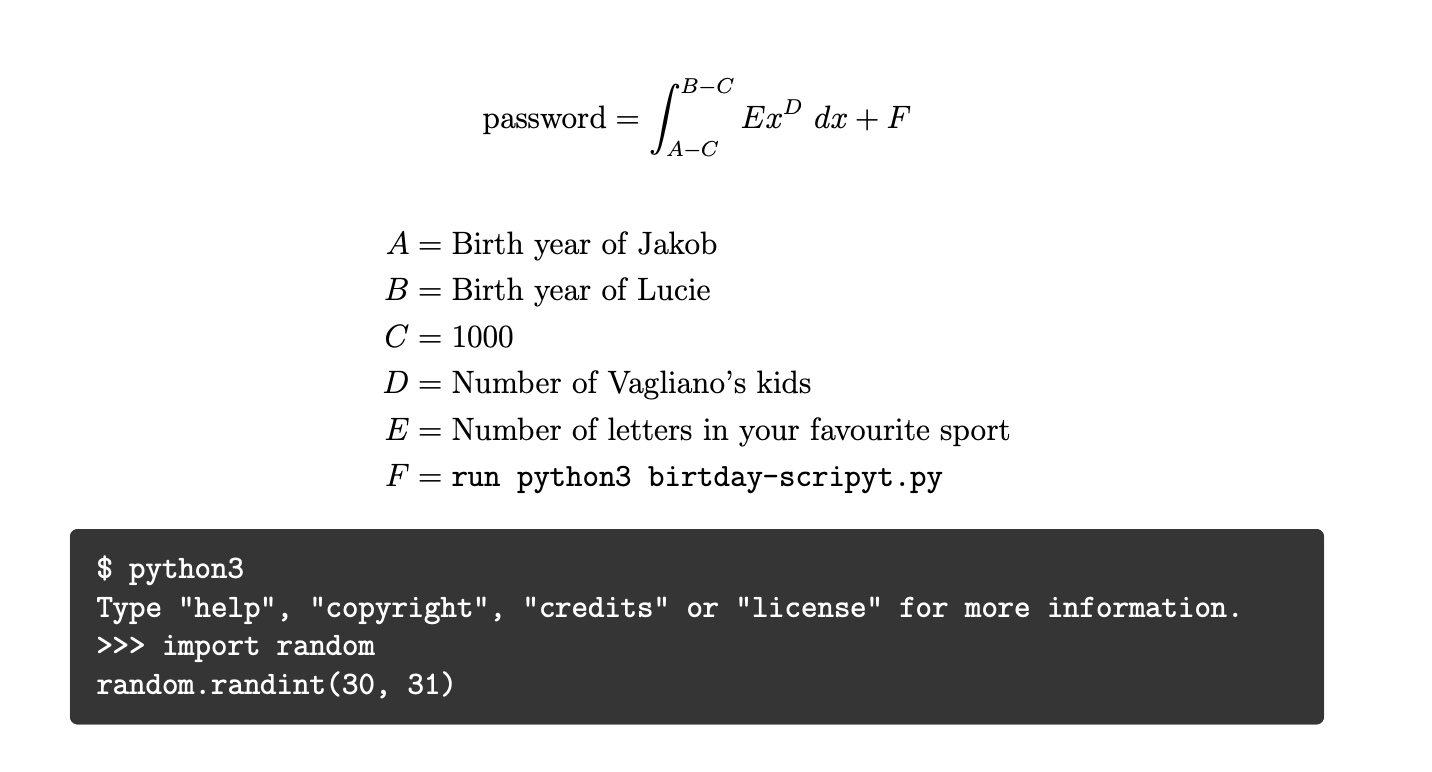 password = ∫_{A−C}^{B−C} Ex^D dx + F
A = Birth year of Jakob
B = Birth year of Lucie
C = 1000
D = Number of Vagliano’s kids
E = Number of letters in your favourite sport
F = run python3 birtday-scripyt.py
$ python3
Type "help", "copyright", "credits" or "license" for more information.
>>> import random
random.randint(30, 31)